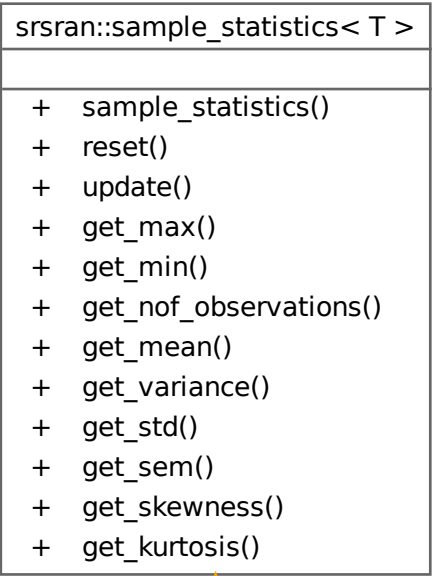 srsran::sample_statistics< T >
+ sample_statistics()
+ reset()
+ update()
+ get_max()
+ get_min()
+ get_nof_observations()
+ get_mean()
+ get_variance()
+ get_std()
+ get_sem()
+ get_skewness()
+ get_kurtosis()